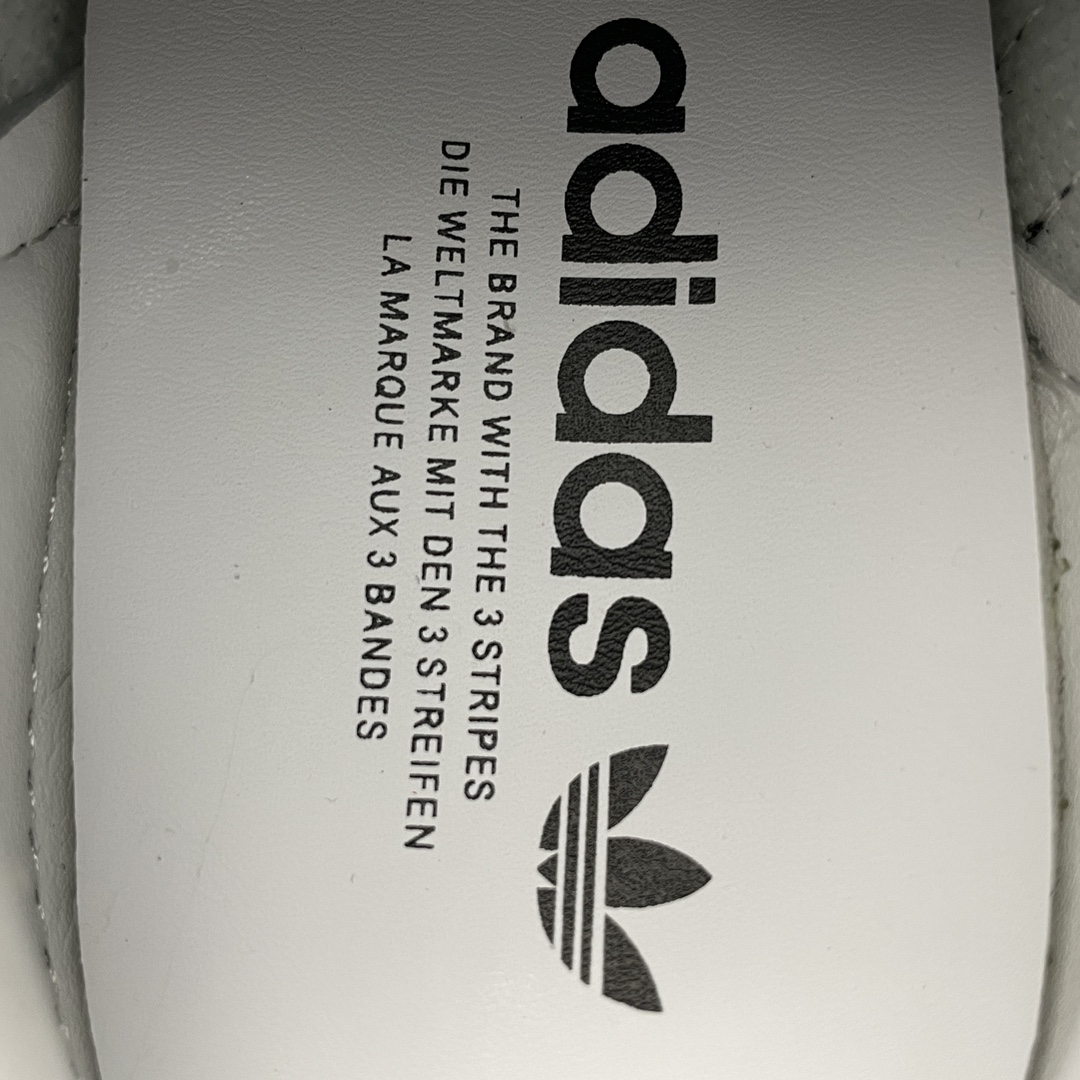 adidas
THE BRAND WITH THE 3 STRIPES
DIE WELTMARKE MIT DEN 3 STREIFEN
LA MARQUE AUX 3 BANDES